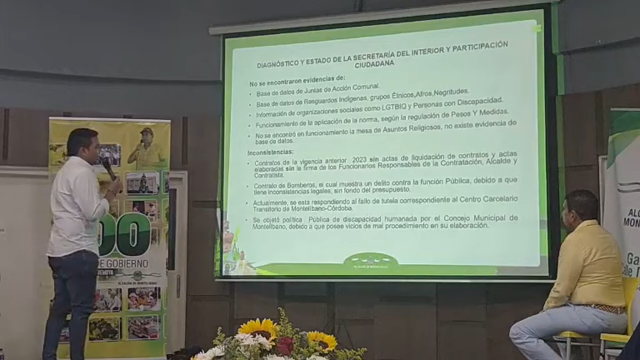 DIAGNÓSTICO Y ESTADO DE LA SECRETARÍA DEL INTERIOR Y PARTICIPACIÓN
CIUDADANA
No se encontraron evidencias de:
• Base de datos de Juntas de Acción Comunal.
• Base de datos de Resguardos Indígenas, grupos Étnicos,Afros,Negritudes.
• Información de organizaciones sociales como LGTBIQ y Personas con Discapacidad.
• Funcionamiento de la aplicación de la norma, según la regulación de Pesos Y Medidas.
• No se encontró en funcionamiento la mesa de Asuntos Religiosos, no existe evidencia de
base de datos.
Inconsistencias:
• Contratos de la vigencia anterior 2023 sin actas de liquidación de contratos y actas
elaboradas sin la firma de los Funcionarios Responsables de la Contratación, Alcalde y
Contratista.
• Contrato de Bomberos, el cual muestra un delito contra la función Pública, debido a que
tiene inconsistencias legales, sin fondo del presupuesto.
• Actualmente, se esta respondiendo al fallo de tutela correspondiente al Centro Carcelario
Transitorio de Montelíbano-Córdoba.
• Se objetó política Pública de discapacidad humanada por el Concejo Municipal de
Montelíbano, debido a que posee vicios de mal procedimiento en su elaboración.
00
DE GOBIERNO